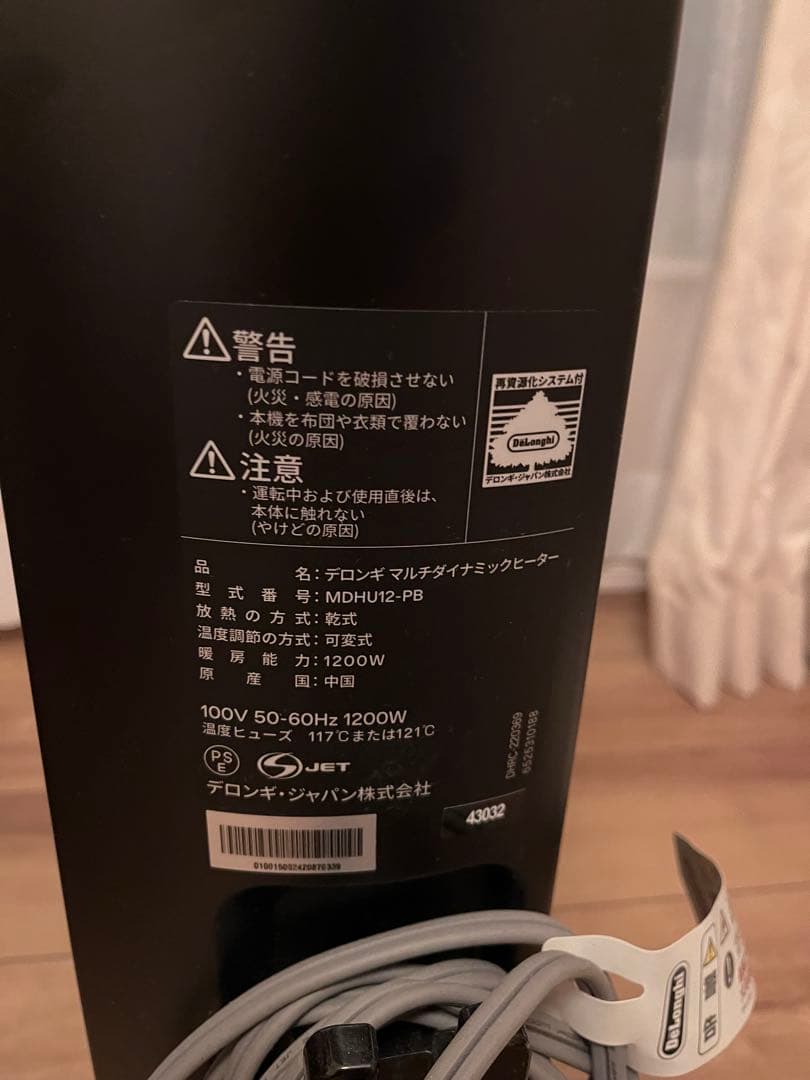 警告
・電源コードを破損させない
(火災・感電の原因)
・本機を布団や衣類で覆わない
(火災の原因)
注意
・運転中および使用直後は、
本体に触れない
(やけどの原因)
再資源化システム付
DeLonghi
デロンギ・ジャパン株式会社
品名：デロンギ マルチダイナミックヒーター
型式番号：MDHU12-PB
放熱の方式：乾式
温度調節の方式：可変式
暖房能力：1200W
原産国：中国
100V 50-60Hz 1200W
温度ヒューズ 117℃または121℃
PS
E
S JET
デロンギ・ジャパン株式会社
DHRC-220369
5525310188
43032
DeLonghi